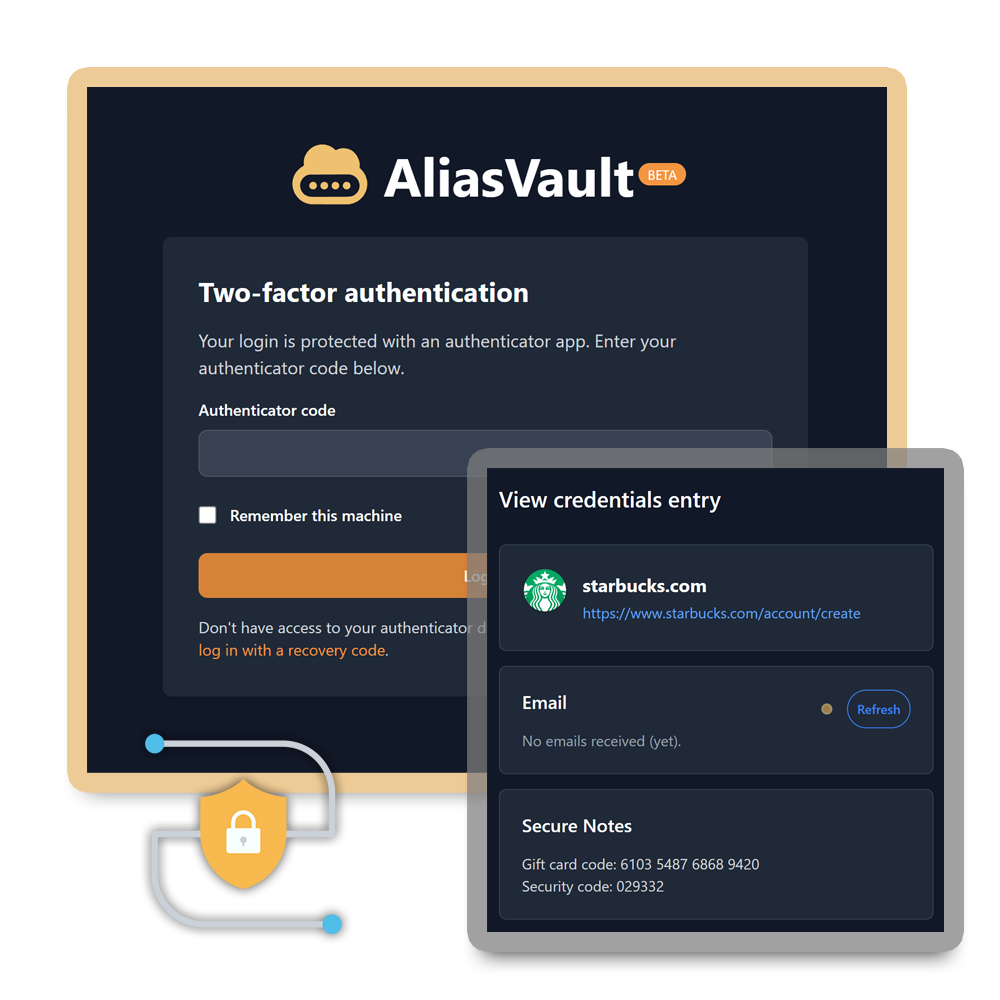 AliasVault BETA
Two-factor authentication
Your login is protected with an authenticator app. Enter your
authenticator code below.
Authenticator code
Remember this machine
Don't have access to your authenticator
log in with a recovery code.
View credentials entry
starbucks.com
https://www.starbucks.com/account/create
Email
Refresh
No emails received (yet).
Secure Notes
Gift card code: 6103 5487 6868 9420
Security code: 029332